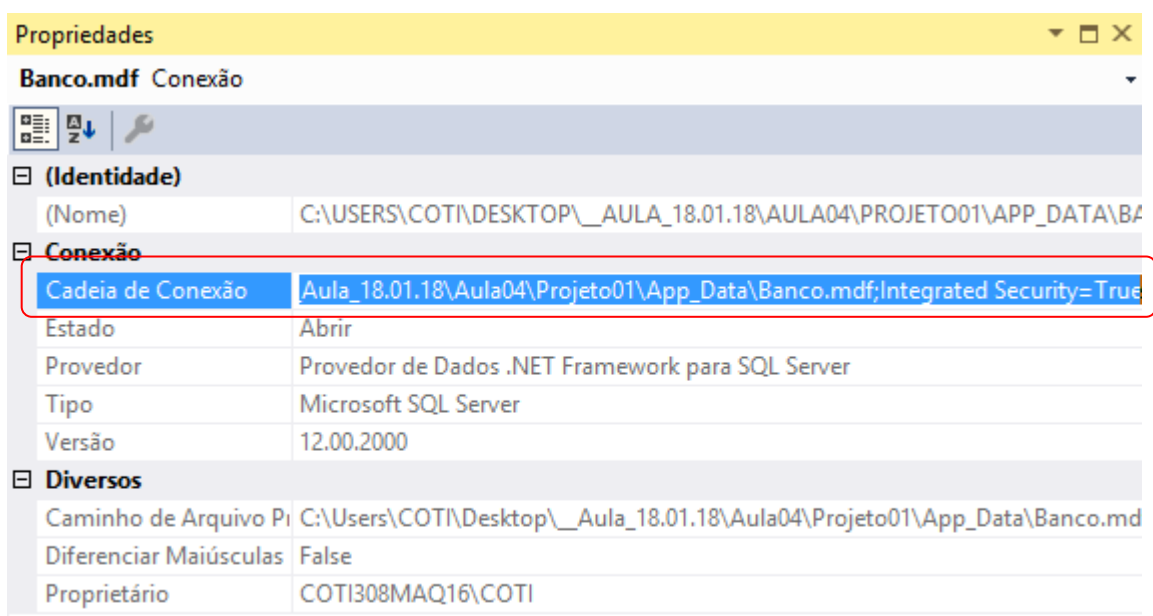 Propriedades
Banco.mdf Conexão
(Identidade)
(Nome) C:\USERS\COTI\DESKTOP\__AULA_18.01.18\AULA04\PROJETO01\APP_DATA\BA
Conexão
Cadeia de Conexão _Aula_18.01.18\Aula04\Projeto01\App_Data\Banco.mdf;Integrated Security=True
Estado Abrir
Provedor Provedor de Dados .NET Framework para SQL Server
Tipo Microsoft SQL Server
Versão 12.00.2000
Diversos
Caminho de Arquivo Pr C:\Users\COTI\Desktop\__Aula_18.01.18\Aula04\Projeto01\App_Data\Banco.md
Diferenciar Maiúsculas False
Proprietário COTI308MAQ16\COTI